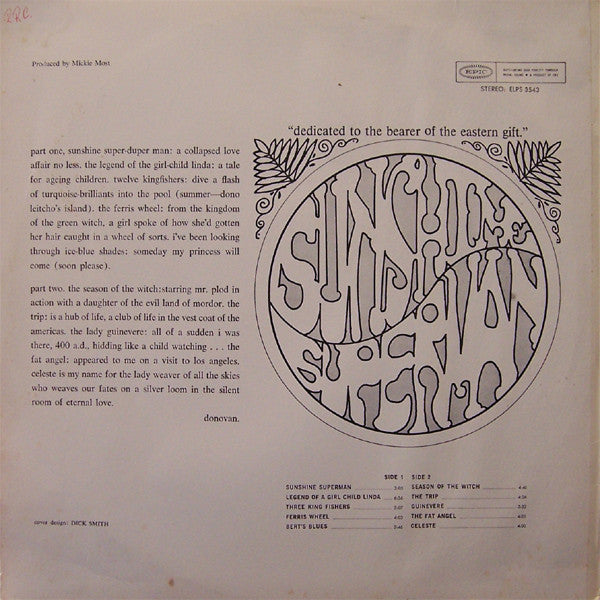 RRC.
Produced by Mickie Most
EPIC
STEREO: ELPS 3543
"dedicated to the bearer of the eastern gift."
part one, sunshine super-duper man: a collapsed love
affair no less. the legend of the girl-child linda: a tale
for ageing children. twelve kingfishers: dive a flash
of turquoise-brilliants into the pool (summer—dono
leitcho's island). the ferris wheel: from the kingdom
of the green witch, a girl spoke of how she'd gotten
her hair caught in a wheel of sorts. i've been looking
through ice-blue shades: someday my princess will
come (soon please).
part two. the season of the witch:starring mr. plod in
action with a daughter of the evil land of mordor. the
trip: is a hub of life, a club of life in the vest coat of the
americas. the lady guinevere: all of a sudden i was
there, 400 a.d., hidding like a child watching . . . the
fat angel: appeared to me on a visit to los angeles.
celeste is my name for the lady weaver of all the skies
who weaves our fates on a silver loom in the silent
room of eternal love.
donovan.
SUNSHINE
SUPERMAN
SIDE 1
SUNSHINE SUPERMAN
LEGEND OF A GIRL CHILD LINDA
THREE KING FISHERS
FERRIS WHEEL
BERT'S BLUES
SIDE 2
SEASON OF THE WITCH
THE TRIP
GUINEVERE
THE FAT ANGEL
CELESTE
cover design: DICK SMITH